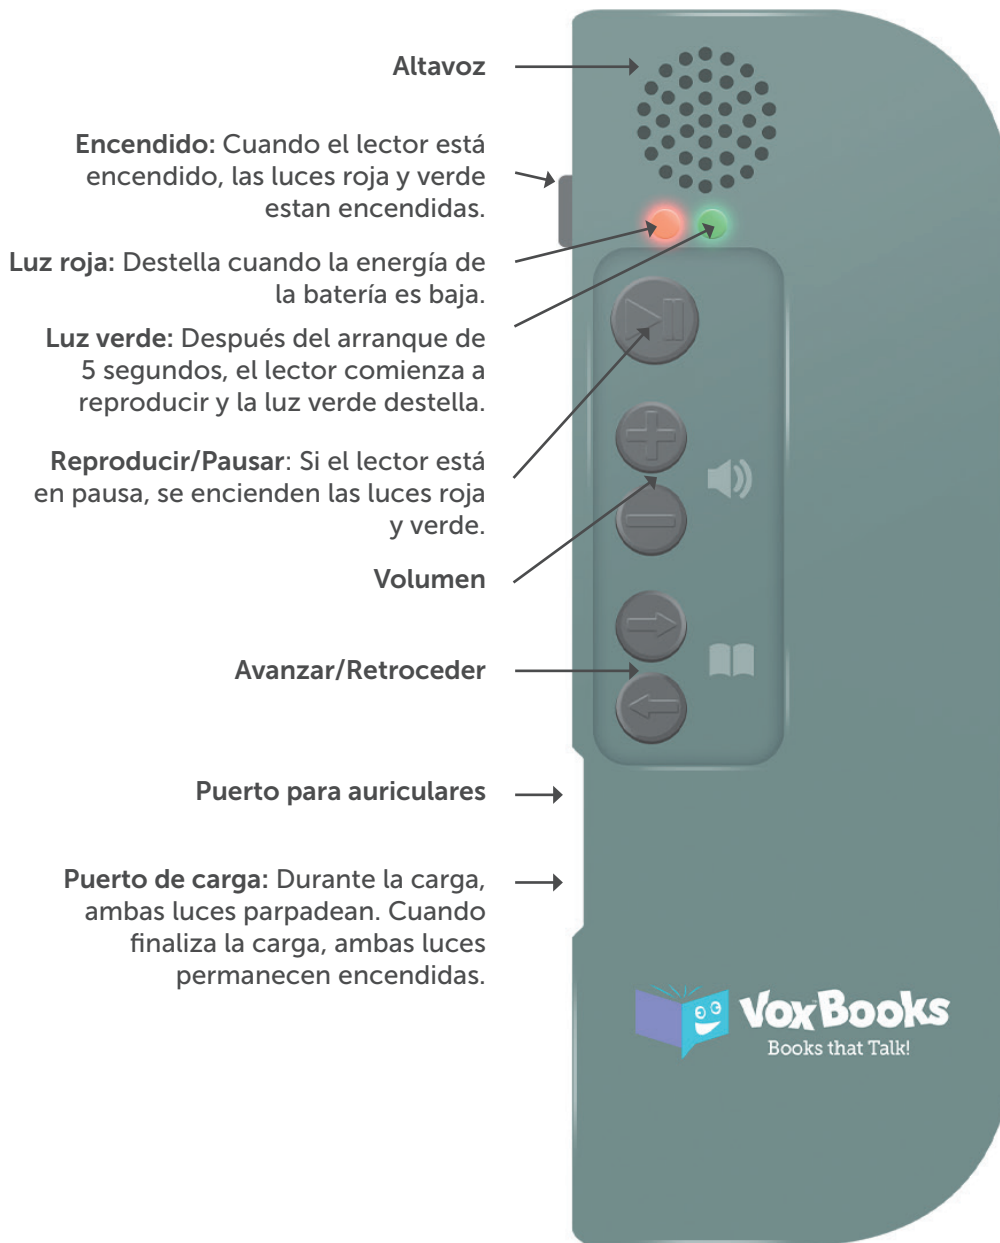 Altavoz
Encendido: Cuando el lector está
encendido, las luces roja y verde
estan encendidas.
Luz roja: Destella cuando la energía de
la batería es baja.
Luz verde: Después del arranque de
5 segundos, el lector comienza a
reproducir y la luz verde destella.
Reproducir/Pausar: Si el lector está
en pausa, se encienden las luces roja
y verde.
Volumen
Avanzar/Retroceder
Puerto para auriculares
Puerto de carga: Durante la carga,
ambas luces parpadean. Cuando
finaliza la carga, ambas luces
permanecen encendidas.
VoxBooks
Books that Talk!